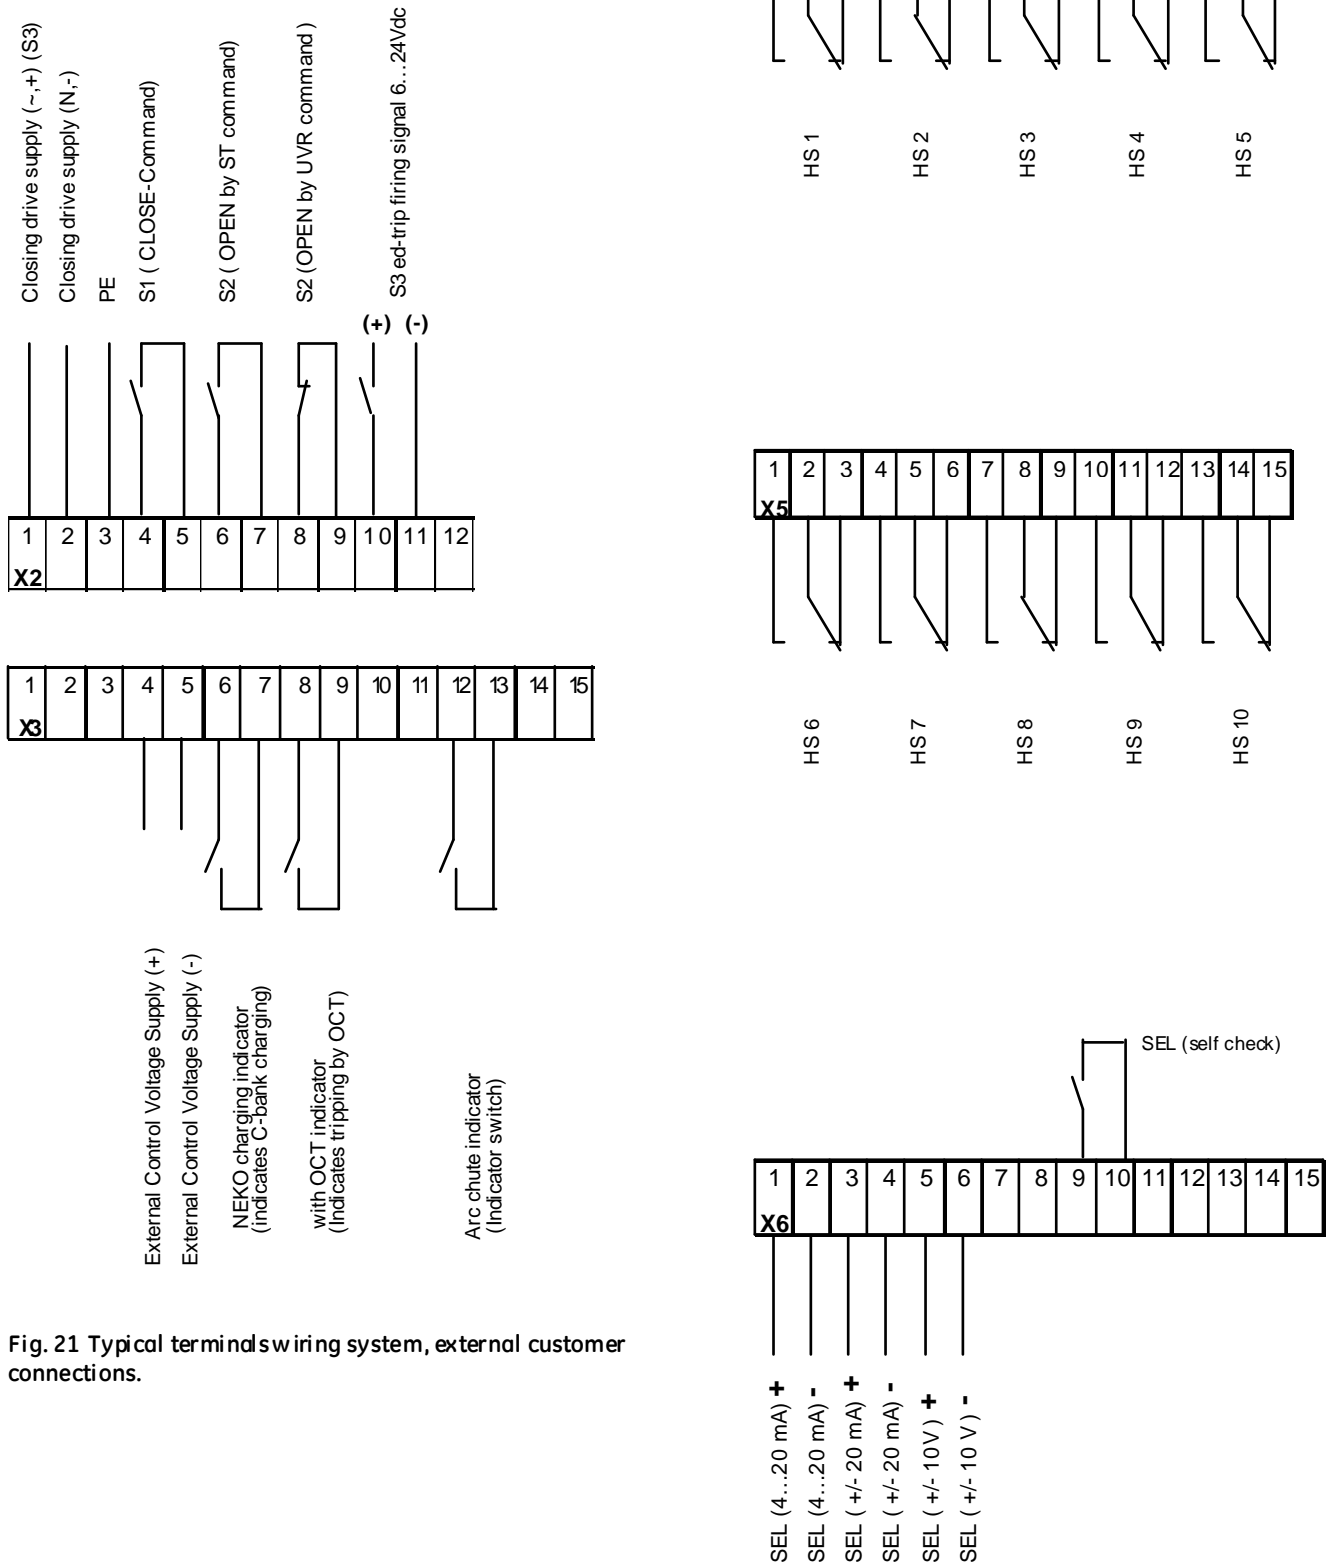 Closing drive supply (~,+) (S3)
Closing drive supply (N,-)
PE
S1 ( CLOSE-Command)
S2 ( OPEN by ST command)
S2 (OPEN by UVR command )
S3 ed-trip firing signal 6…24Vdc
(+) (-)
1 2 3 4 5 6 7 8 9 10 11 12
X2
1 2 3 4 5 6 7 8 9 10 11 12 13 14 15
X3
External Control Voltage Supply (+)
External Control Voltage Supply (-)
NEKO charging indicator
(indicates C-bank charging)
with OCT indicator
(Indicates tripping by OCT)
Arc chute indicator
(Indicator switch)
Fig. 21 Typical terminals wiring system, external customer
connections.
HS 1
HS 2
HS 3
HS 4
HS 5
1 2 3 4 5 6 7 8 9 10 11 12 13 14 15
X5
HS 6
HS 7
HS 8
HS 9
HS 10
SEL (self check)
1 2 3 4 5 6 7 8 9 10 11 12 13 14 15
X6
SEL (4…20 mA) +
SEL (4…20 mA) -
SEL ( +/- 20 mA) +
SEL ( +/- 20 mA) -
SEL ( +/- 10V ) +
SEL ( +/- 10 V ) -